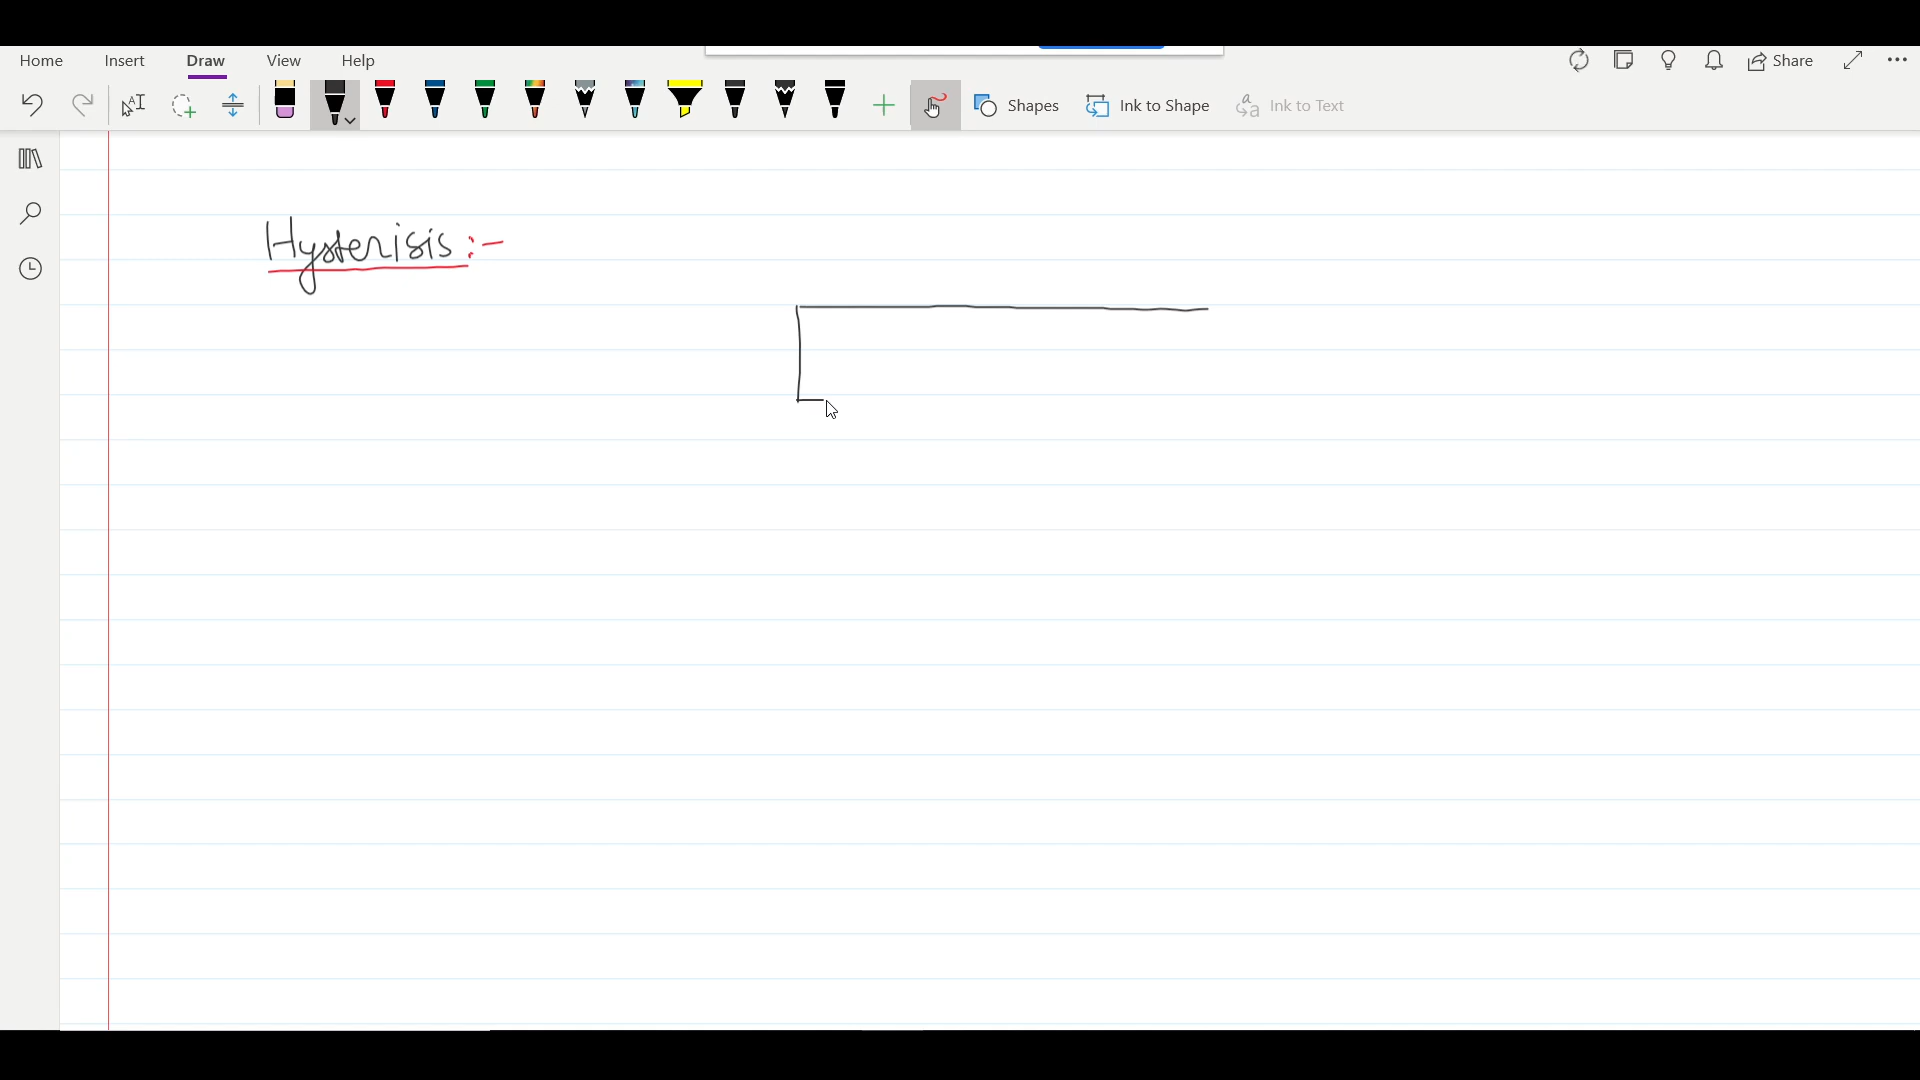 Home Insert Draw View Help Share
Shapes Ink to Shape Ink to Text
Hysterisis :-